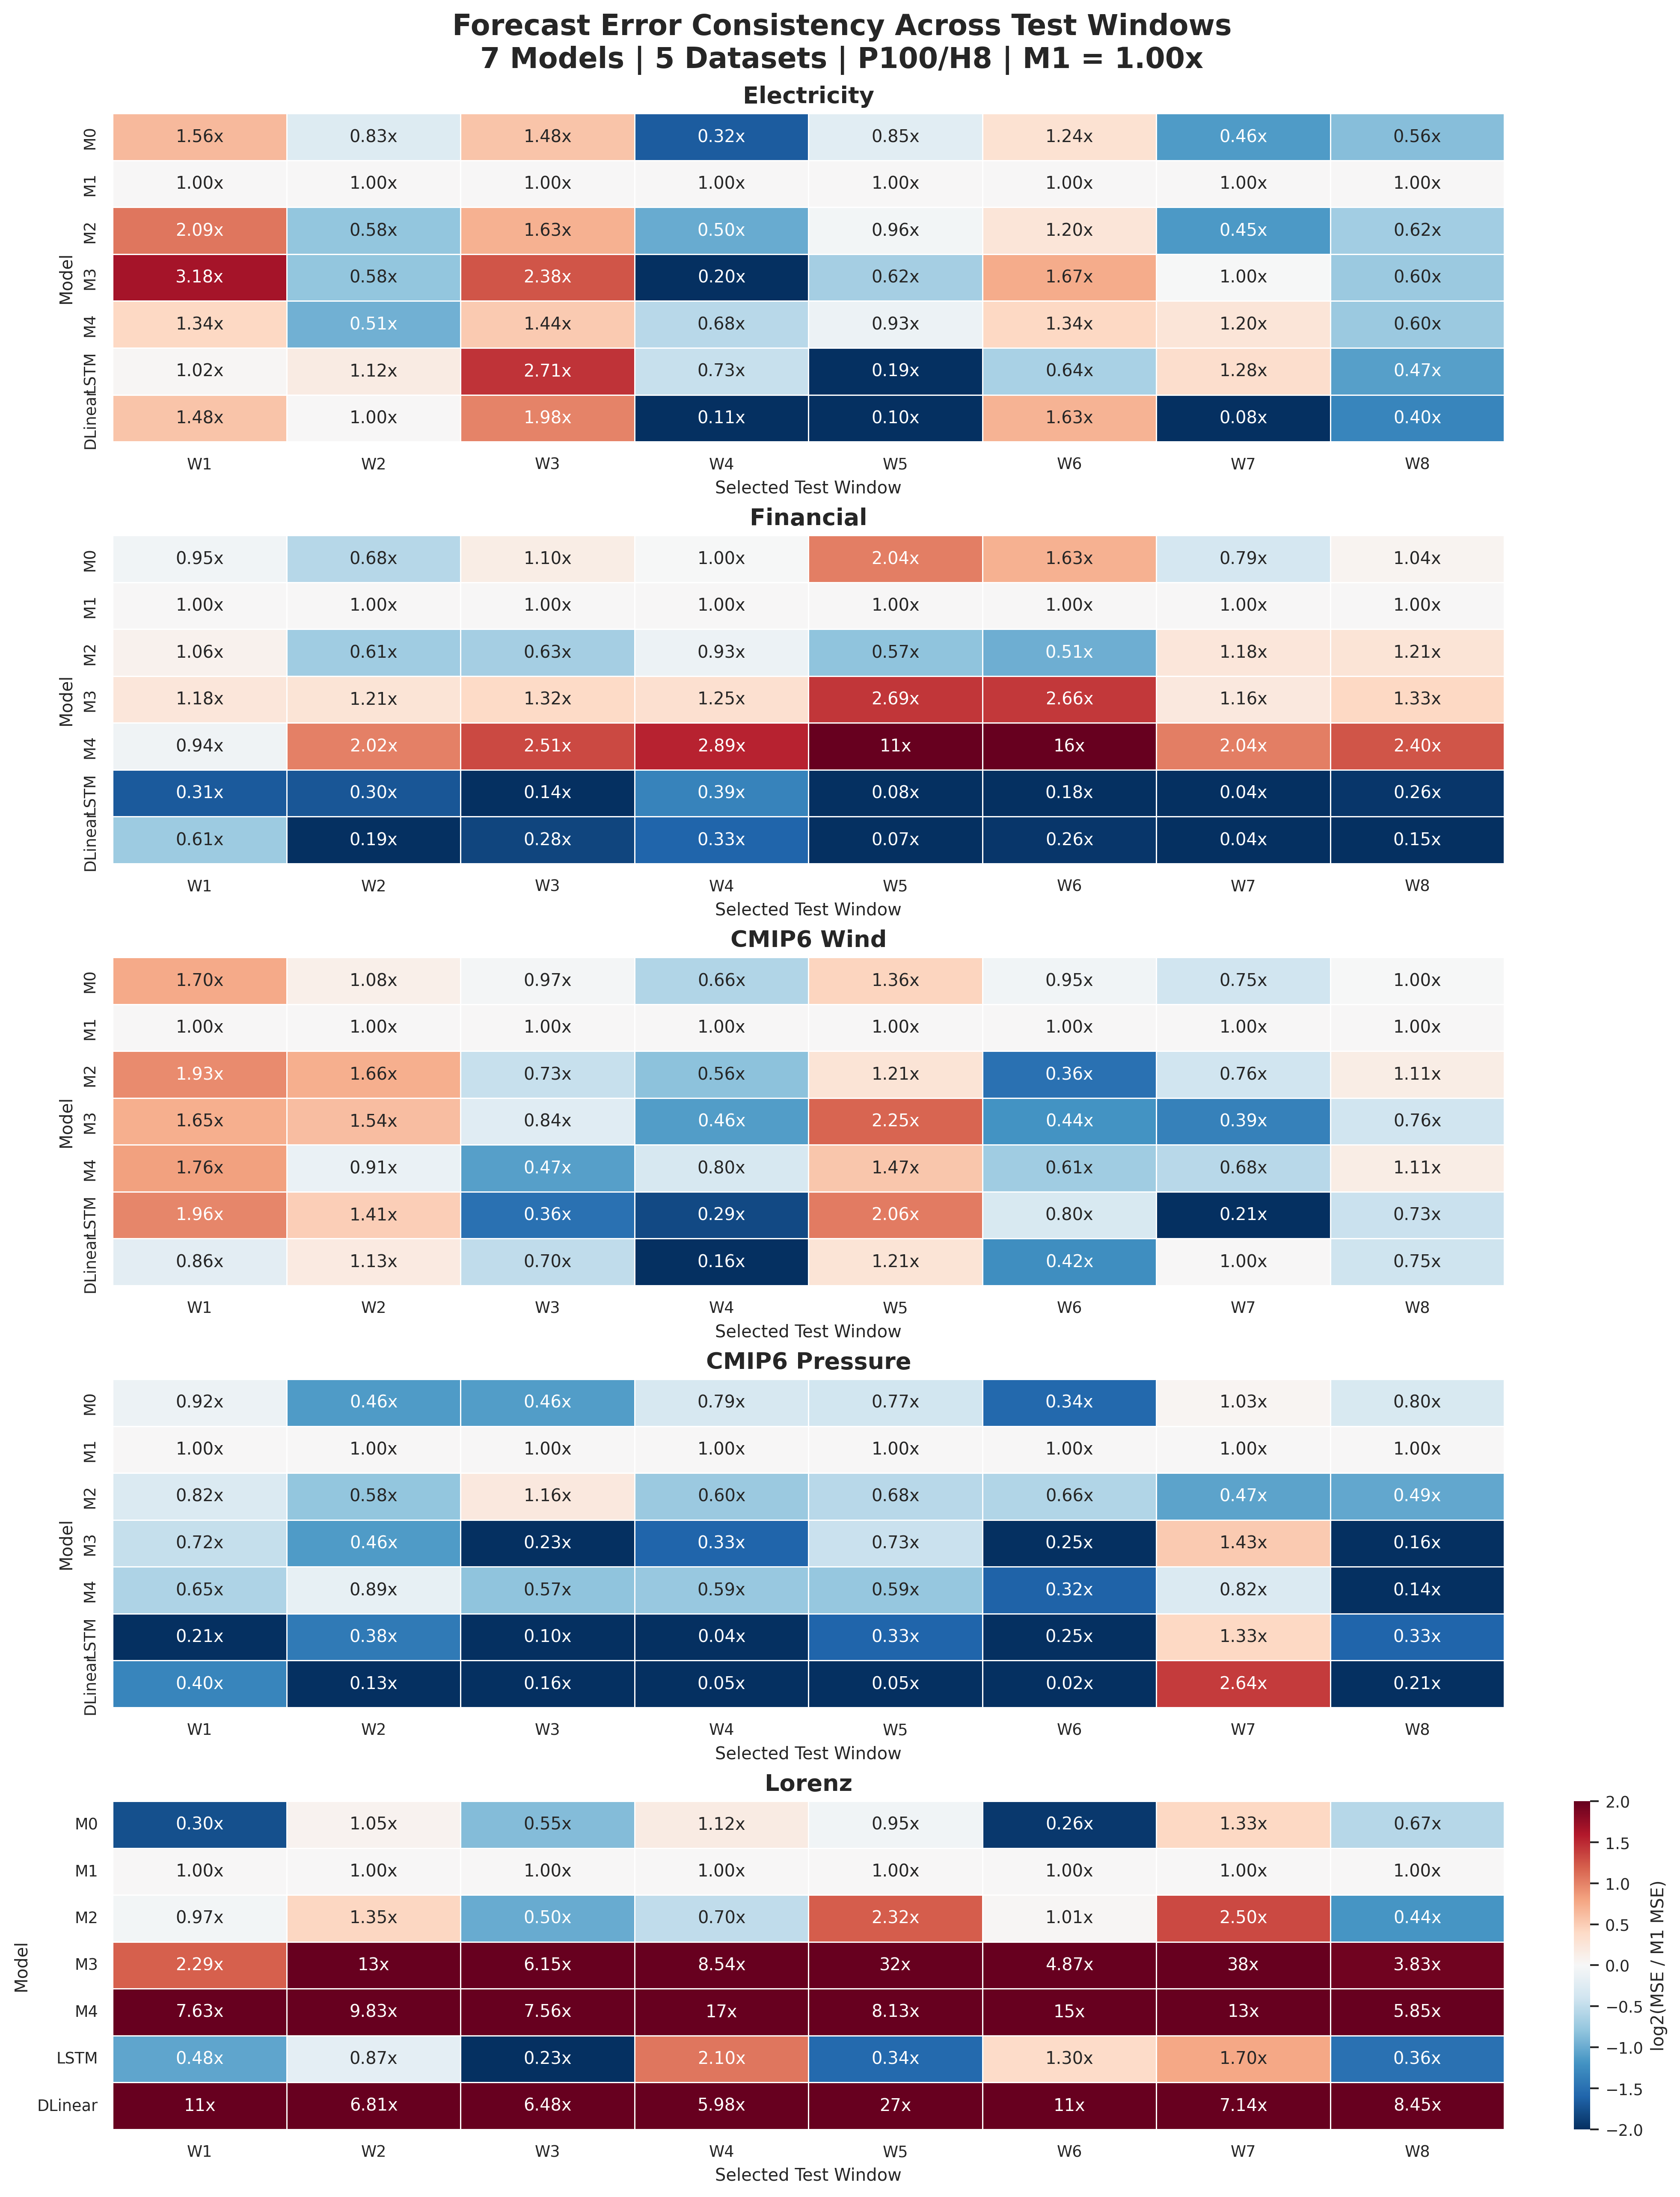 Forecast Error Consistency Across Test Windows
7 Models | 5 Datasets | P100/H8 | M1 = 1.00x
Electricity
Model
M0 1.56x 0.83x 1.48x 0.32x 0.85x 1.24x 0.46x 0.56x
M1 1.00x 1.00x 1.00x 1.00x 1.00x 1.00x 1.00x 1.00x
M2 2.09x 0.58x 1.63x 0.50x 0.96x 1.20x 0.45x 0.62x
M3 3.18x 0.58x 2.38x 0.20x 0.62x 1.67x 1.00x 0.60x
M4 1.34x 0.51x 1.44x 0.68x 0.93x 1.34x 1.20x 0.60x
LSTM 1.02x 1.12x 2.71x 0.73x 0.19x 0.64x 1.28x 0.47x
DLinear 1.48x 1.00x 1.98x 0.11x 0.10x 1.63x 0.08x 0.40x
W1 W2 W3 W4 W5 W6 W7 W8
Selected Test Window
Financial
Model
M0 0.95x 0.68x 1.10x 1.00x 2.04x 1.63x 0.79x 1.04x
M1 1.00x 1.00x 1.00x 1.00x 1.00x 1.00x 1.00x 1.00x
M2 1.06x 0.61x 0.63x 0.93x 0.57x 0.51x 1.18x 1.21x
M3 1.18x 1.21x 1.32x 1.25x 2.69x 2.66x 1.16x 1.33x
M4 0.94x 2.02x 2.51x 2.89x 11x 16x 2.04x 2.40x
LSTM 0.31x 0.30x 0.14x 0.39x 0.08x 0.18x 0.04x 0.26x
DLinear 0.61x 0.19x 0.28x 0.33x 0.07x 0.26x 0.04x 0.15x
W1 W2 W3 W4 W5 W6 W7 W8
Selected Test Window
CMIP6 Wind
Model
M0 1.70x 1.08x 0.97x 0.66x 1.36x 0.95x 0.75x 1.00x
M1 1.00x 1.00x 1.00x 1.00x 1.00x 1.00x 1.00x 1.00x
M2 1.93x 1.66x 0.73x 0.56x 1.21x 0.36x 0.76x 1.11x
M3 1.65x 1.54x 0.84x 0.46x 2.25x 0.44x 0.39x 0.76x
M4 1.76x 0.91x 0.47x 0.80x 1.47x 0.61x 0.68x 1.11x
LSTM 1.96x 1.41x 0.36x 0.29x 2.06x 0.80x 0.21x 0.73x
DLinear 0.86x 1.13x 0.70x 0.16x 1.21x 0.42x 1.00x 0.75x
W1 W2 W3 W4 W5 W6 W7 W8
Selected Test Window
CMIP6 Pressure
Model
M0 0.92x 0.46x 0.46x 0.79x 0.77x 0.34x 1.03x 0.80x
M1 1.00x 1.00x 1.00x 1.00x 1.00x 1.00x 1.00x 1.00x
M2 0.82x 0.58x 1.16x 0.60x 0.68x 0.66x 0.47x 0.49x
M3 0.72x 0.46x 0.23x 0.33x 0.73x 0.25x 1.43x 0.16x
M4 0.65x 0.89x 0.57x 0.59x 0.59x 0.32x 0.82x 0.14x
LSTM 0.21x 0.38x 0.10x 0.04x 0.33x 0.25x 1.33x 0.33x
DLinear 0.40x 0.13x 0.16x 0.05x 0.05x 0.02x 2.64x 0.21x
W1 W2 W3 W4 W5 W6 W7 W8
Selected Test Window
Lorenz
Model
M0 0.30x 1.05x 0.55x 1.12x 0.95x 0.26x 1.33x 0.67x
M1 1.00x 1.00x 1.00x 1.00x 1.00x 1.00x 1.00x 1.00x
M2 0.97x 1.35x 0.50x 0.70x 2.32x 1.01x 2.50x 0.44x
M3 2.29x 13x 6.15x 8.54x 32x 4.87x 38x 3.83x
M4 7.63x 9.83x 7.56x 17x 8.13x 15x 13x 5.85x
LSTM 0.48x 0.87x 0.23x 2.10x 0.34x 1.30x 1.70x 0.36x
DLinear 11x 6.81x 6.48x 5.98x 27x 11x 7.14x 8.45x
W1 W2 W3 W4 W5 W6 W7 W8
Selected Test Window
2.0
1.5
1.0
0.5
0.0
−0.5
−1.0
−1.5
−2.0
log2(MSE / M1 MSE)